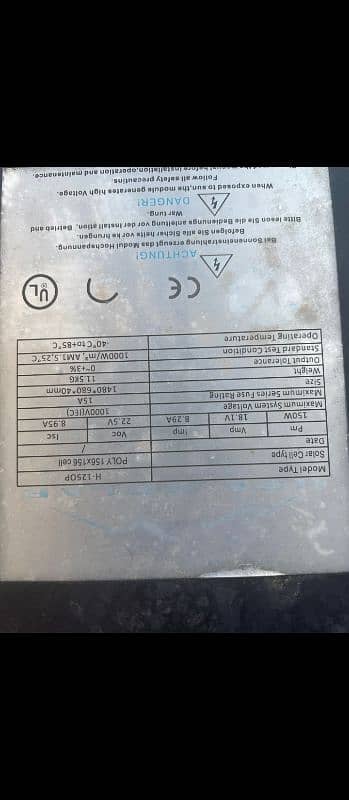 Model Type H-125OP
Solar Cell type POLY 156x156 cell
Date /
Pm Vmp Imp Voc Isc
150W 18.1V 8.29A 22.5V 8.95A
Maximum System Voltage 1000V(IEC)
Maximum Series Fuse Rating 15A
Size 1480*680*40mm
Weight 11.5KG
Output Tolerance 0~+3%
Standard Test Condition 1000W/m², AM1.5,25°C
Operating Temperature -40°C to+85°C
CE UL
ACHTUNG!
Bei Sonneneinstrahlung erzeugt das Modul Hochspannung.
Befolgen Sie alle Sicher heits vorke hrungen.
Bitte lesen Sie die Bedienungs anleitung vor der Installation, Betrieb und
Wartung.
DANGER!
When exposed to sun,the module generates high Voltage.
Follow all safety precautins.
before installation,operation and maintenance.